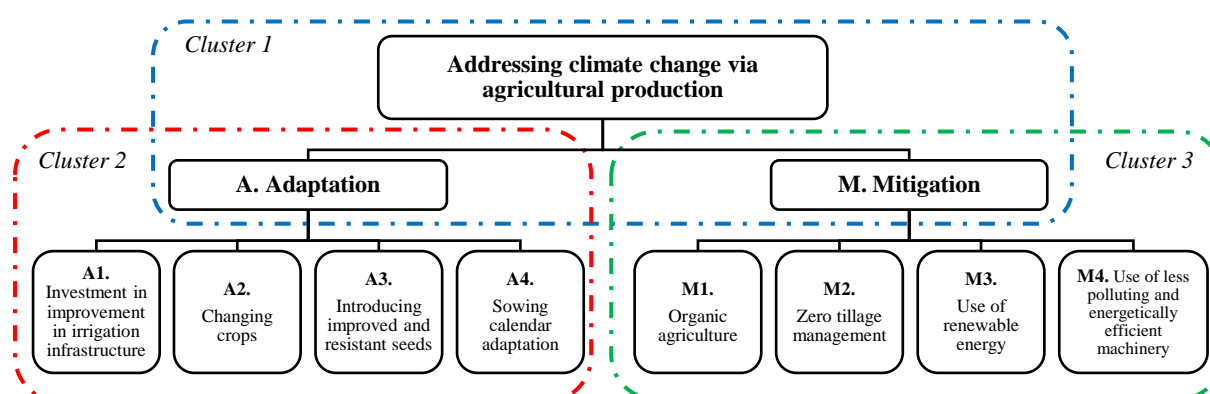 Cluster 1
Addressing climate change via
agricultural production
Cluster 2
Cluster 3
A. Adaptation
M. Mitigation
A1.
Investment in
improvement
in irrigation
infrastructure
A2.
Changing
crops
A3.
Introducing
improved and
resistant seeds
A4.
Sowing
calendar
adaptation
M1.
Organic
agriculture
M2.
Zero tillage
management
M3.
Use of
renewable
energy
M4. Use of less
polluting and
energetically
efficient
machinery